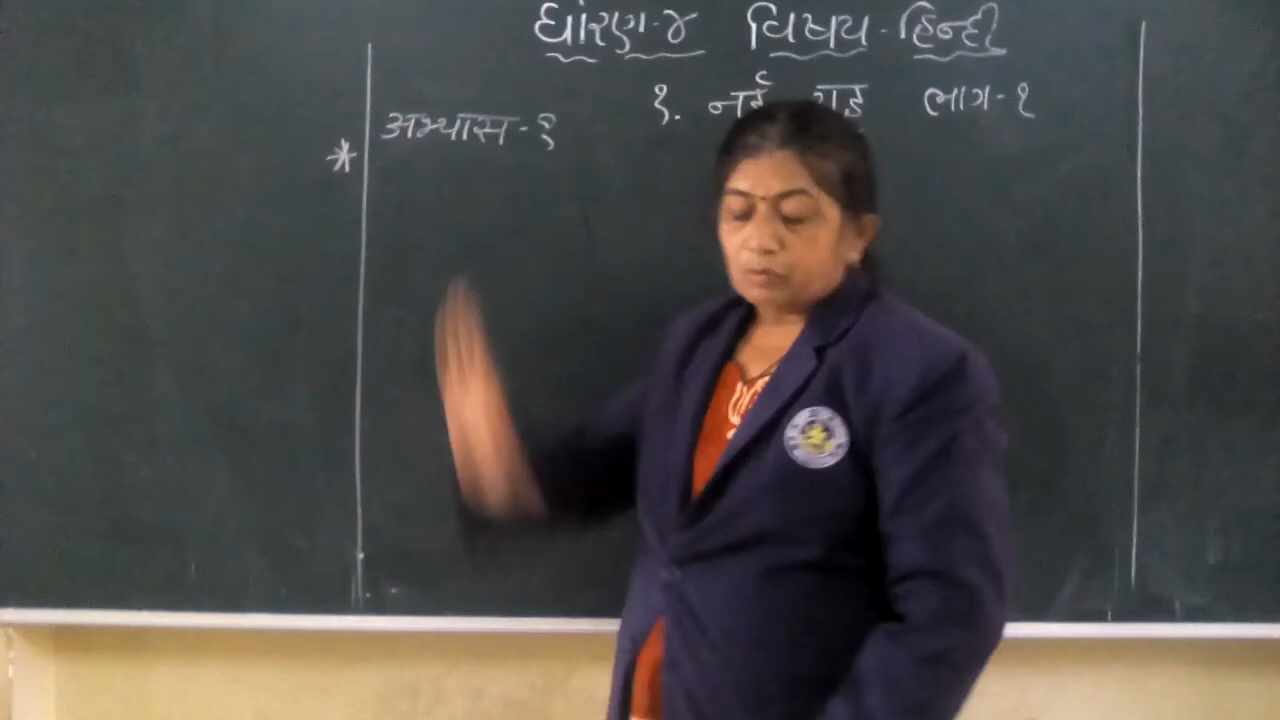 धोरण-४ विषय-हिन्दी
१. नई भाग-१
* अभ्यास-१